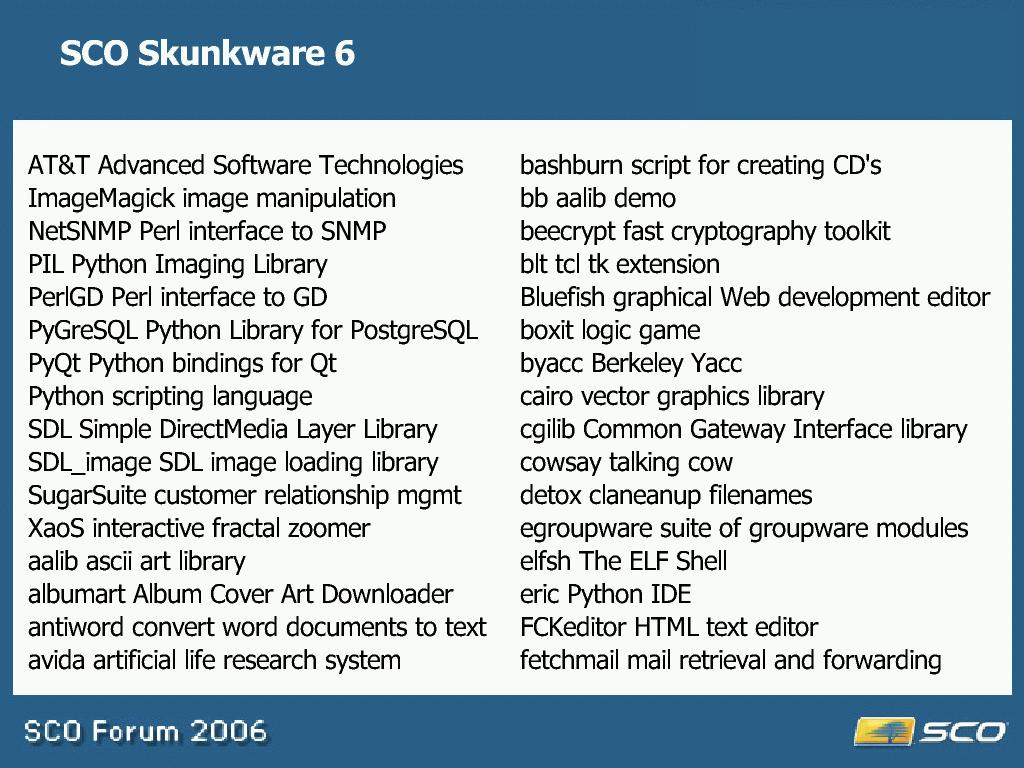 SCO Skunkware 6
AT&T Advanced Software Technologies
ImageMagick image manipulation
NetSNMP Perl interface to SNMP
PIL Python Imaging Library
PerlGD Perl interface to GD
PyGreSQL Python Library for PostgreSQL
PyQt Python bindings for Qt
Python scripting language
SDL Simple DirectMedia Layer Library
SDL_image SDL image loading library
SugarSuite customer relationship mgmt
XaoS interactive fractal zoomer
aalib ascii art library
albumart Album Cover Art Downloader
antiword convert word documents to text
avida artificial life research system
bashburn script for creating CD's
bb aalib demo
beecrypt fast cryptography toolkit
blt tcl tk extension
Bluefish graphical Web development editor
boxit logic game
byacc Berkeley Yacc
cairo vector graphics library
cgilib Common Gateway Interface library
cowsay talking cow
detox claneanup filenames
egroupware suite of groupware modules
elfsh The ELF Shell
eric Python IDE
FCKeditor HTML text editor
fetchmail mail retrieval and forwarding
SCO Forum 2006
SCO